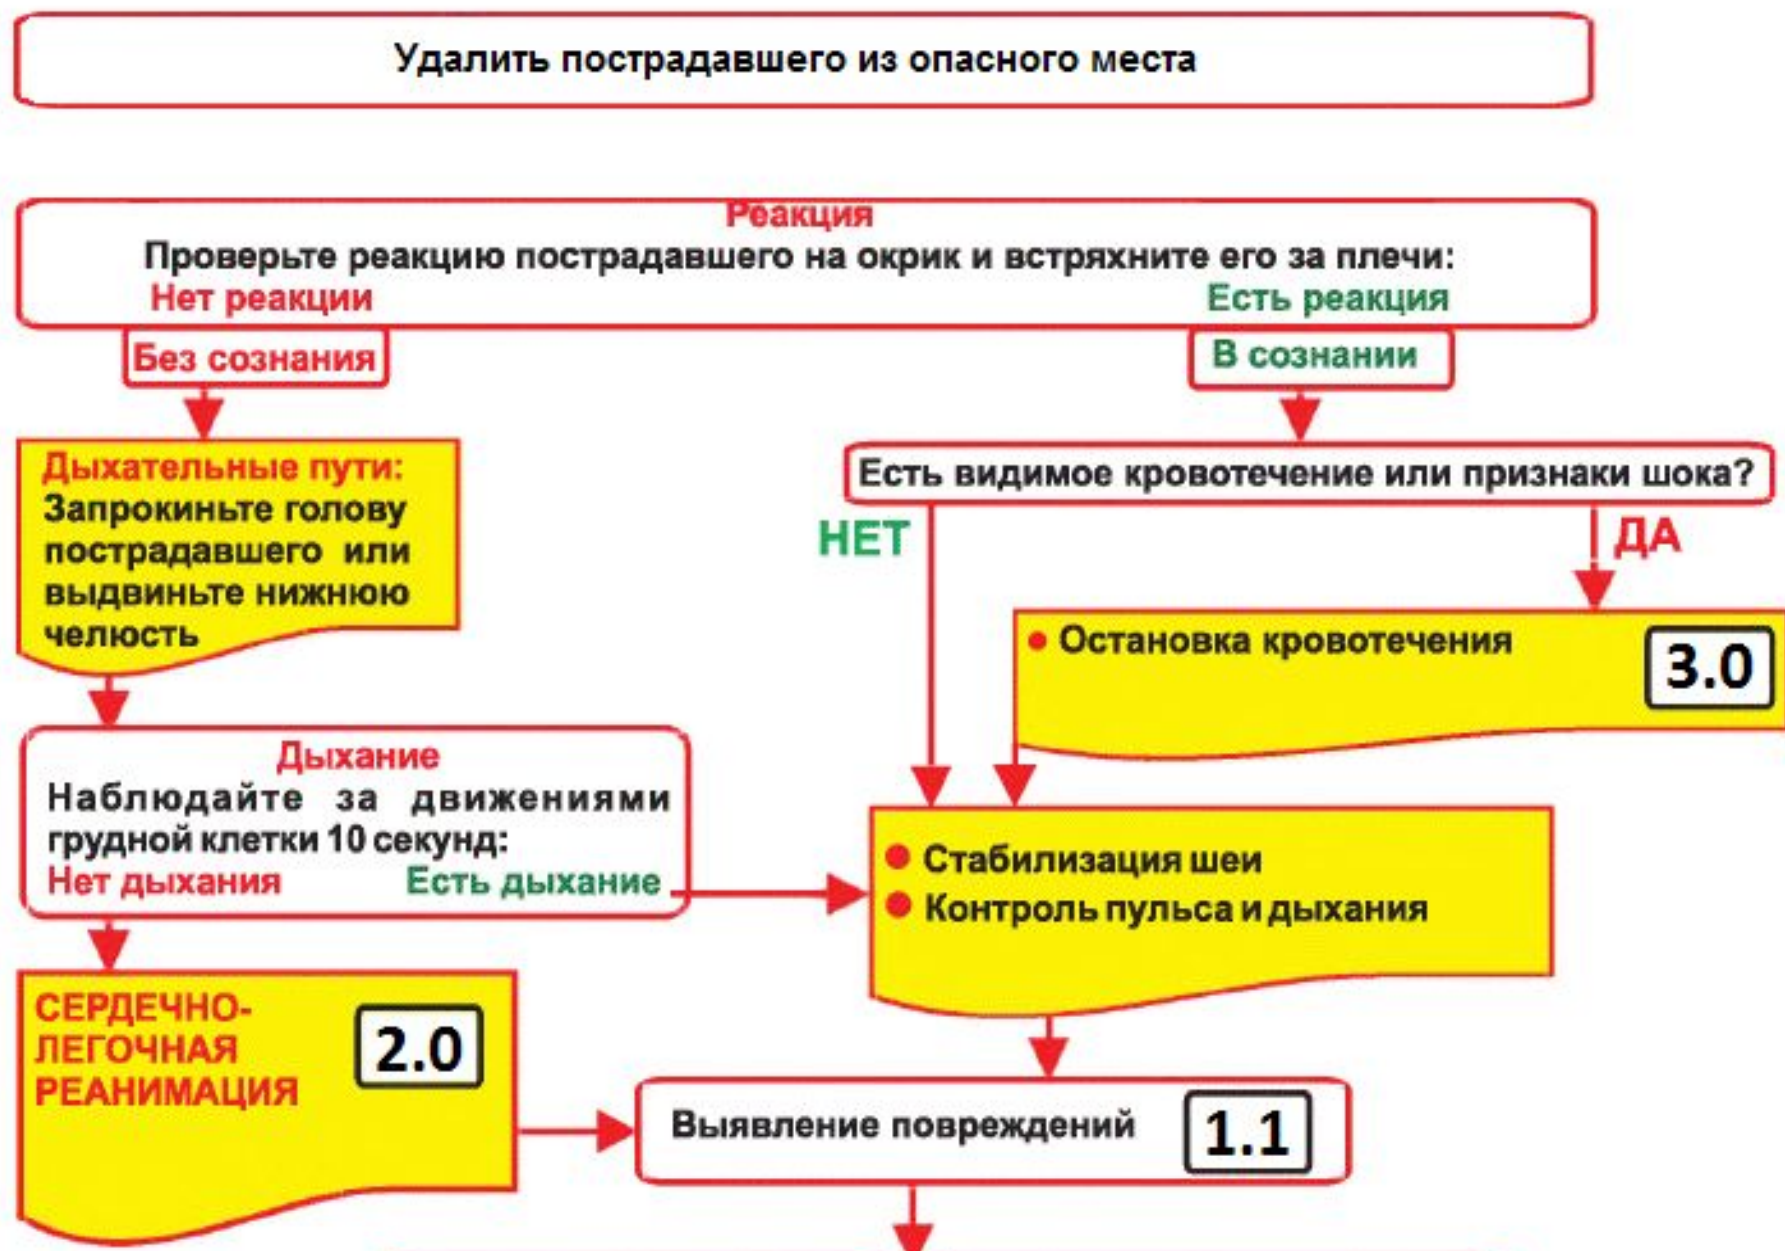 Удалить пострадавшего из опасного места
Реакция
Проверьте реакцию пострадавшего на окрик и встряхните его за плечи:
Нет реакции
Есть реакция
Без сознания
В сознании
Дыхательные пути:
Запрокиньте голову
пострадавшего или
выдвиньте нижнюю
челюсть
Есть видимое кровотечение или признаки шока?
НЕТ
ДА
• Остановка кровотечения
3.0
Дыхание
Наблюдайте за движениями
грудной клетки 10 секунд:
Нет дыхания
Есть дыхание
• Стабилизация шеи
• Контроль пульса и дыхания
СЕРДЕЧНО-
ЛЕГОЧНАЯ
РЕАНИМАЦИЯ
2.0
Выявление повреждений
1.1